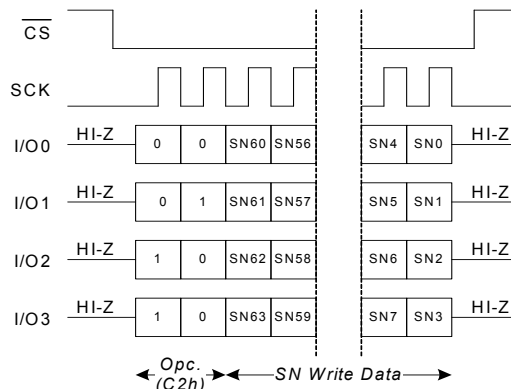 CS
SCK
I/O0 HI-Z 0 0 SN60 SN56 SN4 SN0 HI-Z
I/O1 HI-Z 0 1 SN61 SN57 SN5 SN1 HI-Z
I/O2 HI-Z 1 0 SN62 SN58 SN6 SN2 HI-Z
I/O3 HI-Z 1 0 SN63 SN59 SN7 SN3 HI-Z
Opc. SN Write Data
(C2h)